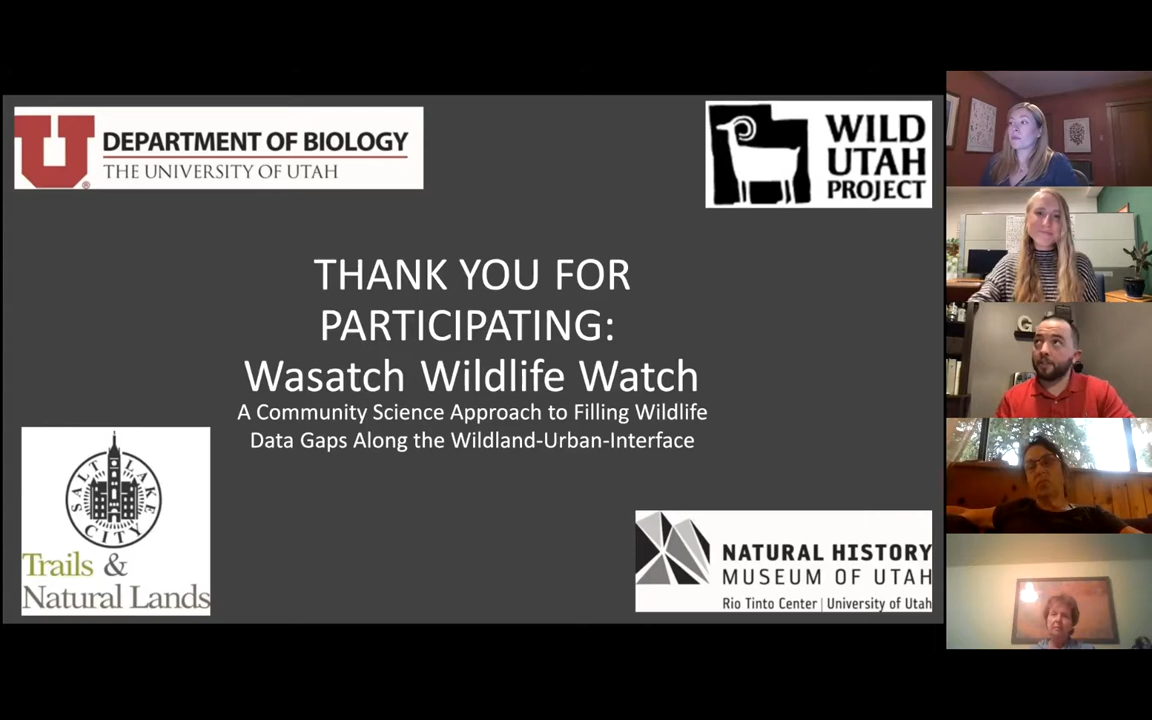 U
®
DEPARTMENT OF BIOLOGY
THE UNIVERSITY OF UTAH
WILD
UTAH
PROJECT
THANK YOU FOR
PARTICIPATING:
Wasatch Wildlife Watch
A Community Science Approach to Filling Wildlife
Data Gaps Along the Wildland-Urban-Interface
SALT LAKE
CITY
Trails &
Natural Lands
NATURAL HISTORY
MUSEUM OF UTAH
Rio Tinto Center | University of Utah
G